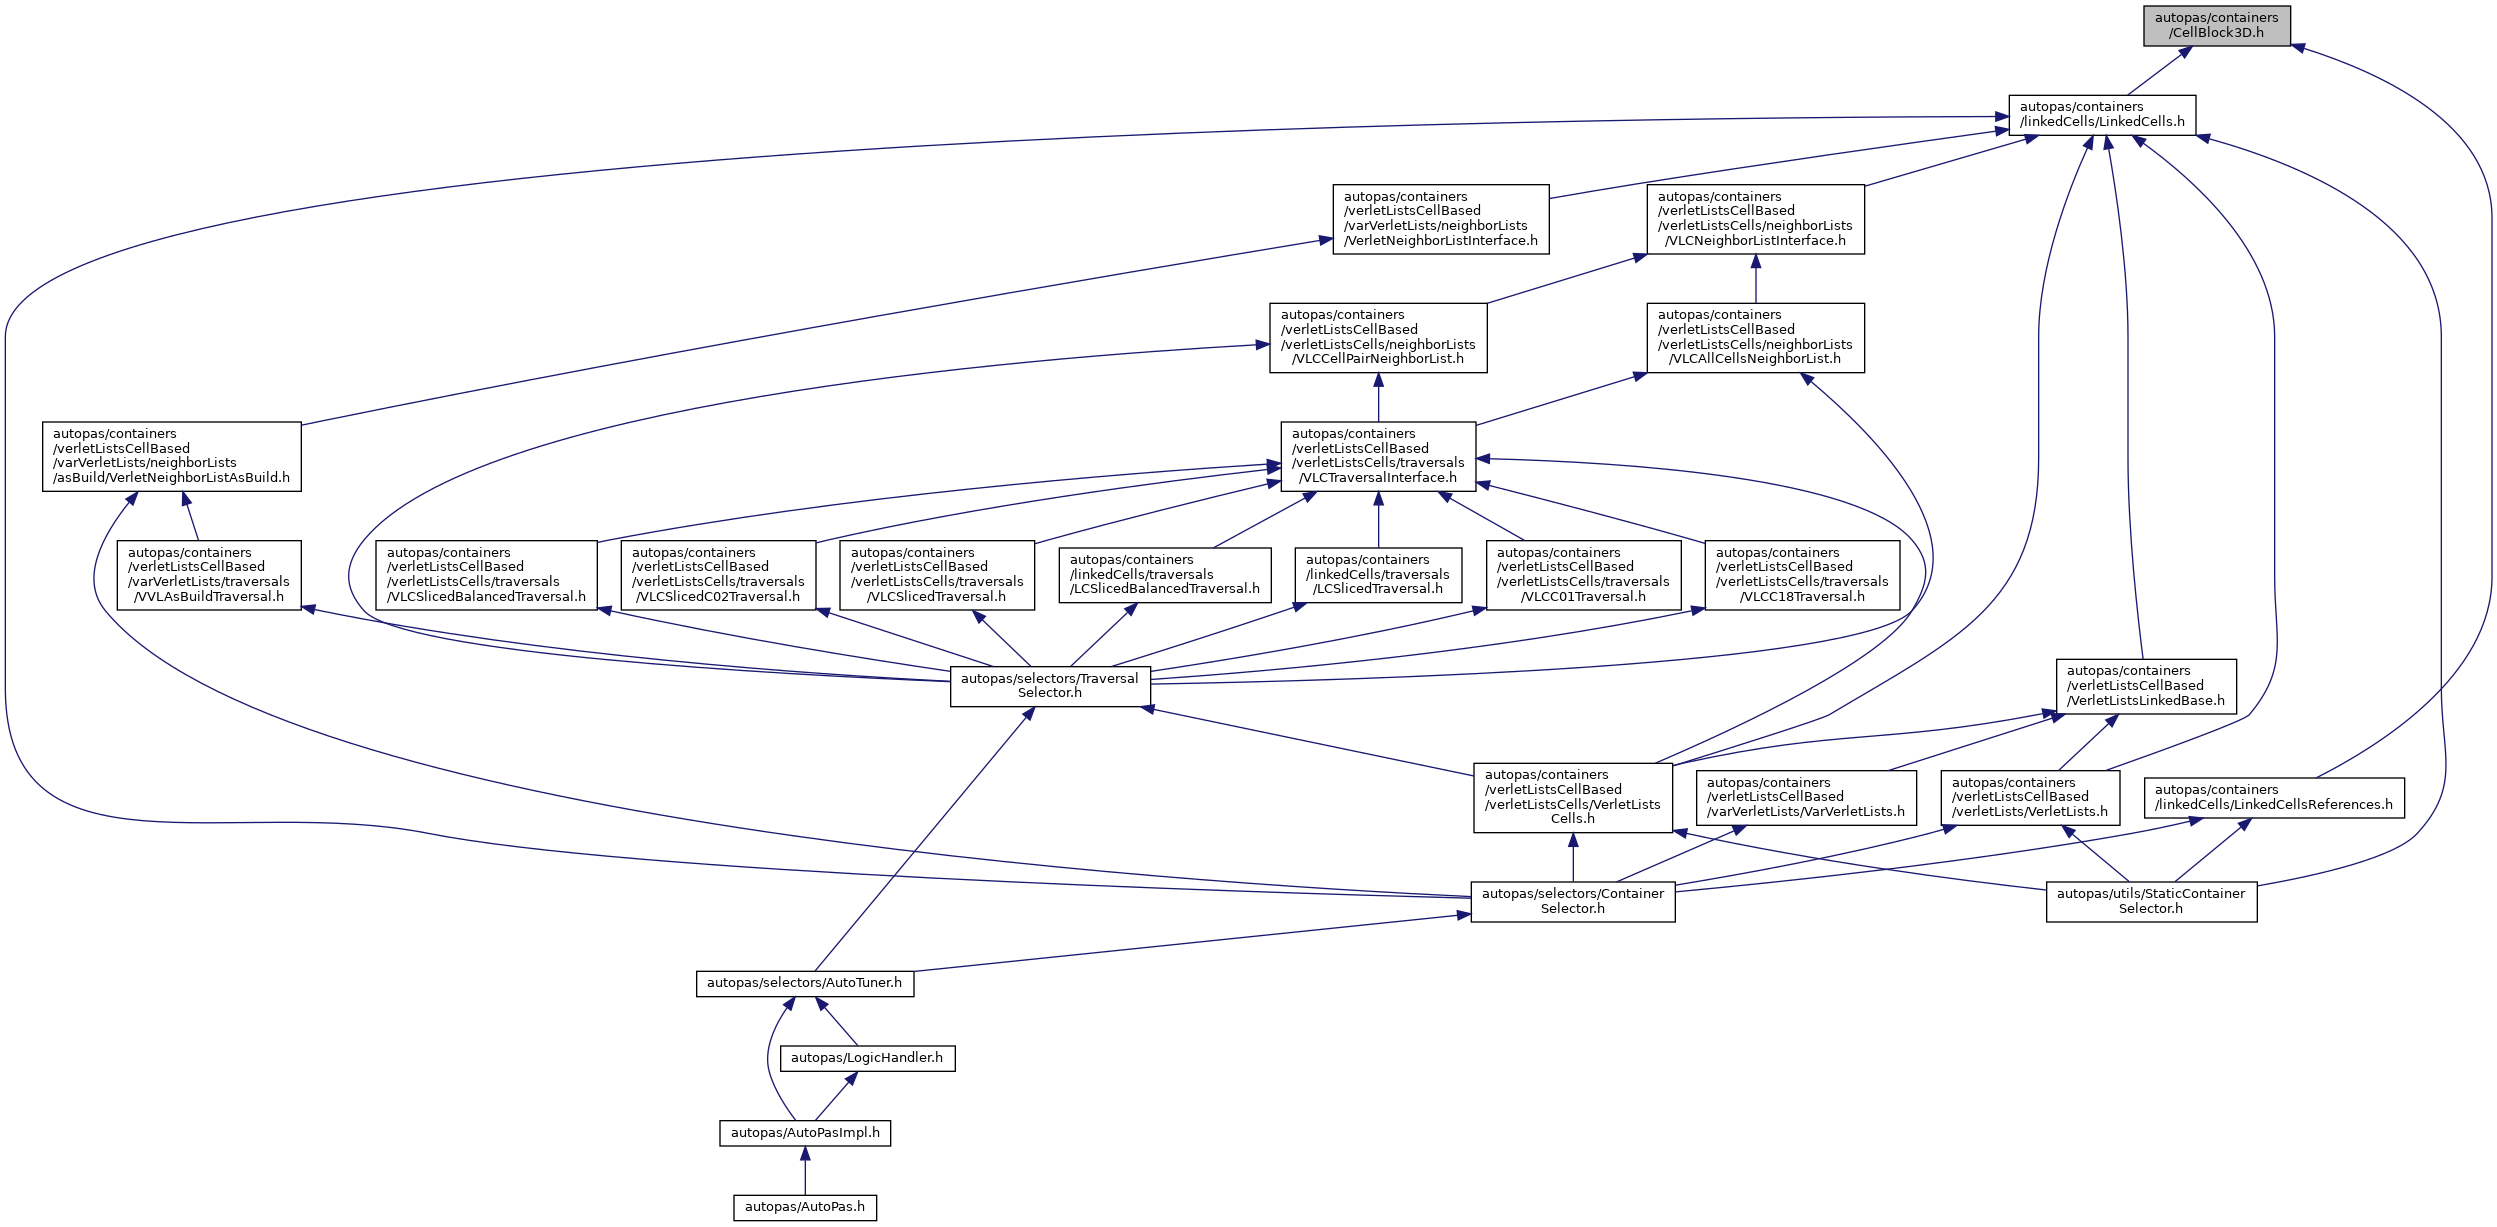 autopas/containers
/CellBlock3D.h
autopas/containers
/linkedCells/LinkedCells.h
autopas/containers
/verletListsCellBased
/varVerletLists/neighborLists
/VerletNeighborListInterface.h
autopas/containers
/verletListsCellBased
/verletListsCells/neighborLists
/VLCNeighborListInterface.h
autopas/containers
/verletListsCellBased
/verletListsCells/neighborLists
/VLCCellPairNeighborList.h
autopas/containers
/verletListsCellBased
/verletListsCells/neighborLists
/VLCAllCellsNeighborList.h
autopas/containers
/verletListsCellBased
/varVerletLists/neighborLists
/asBuild/VerletNeighborListAsBuild.h
autopas/containers
/verletListsCellBased
/verletListsCells/traversals
/VLCTraversalInterface.h
autopas/containers
/verletListsCellBased
/varVerletLists/traversals
/VVLAsBuildTraversal.h
autopas/containers
/verletListsCellBased
/verletListsCells/traversals
/VLCSlicedBalancedTraversal.h
autopas/containers
/verletListsCellBased
/verletListsCells/traversals
/VLCSlicedC02Traversal.h
autopas/containers
/verletListsCellBased
/verletListsCells/traversals
/VLCSlicedTraversal.h
autopas/containers
/linkedCells/traversals
/LCSlicedBalancedTraversal.h
autopas/containers
/linkedCells/traversals
/LCSlicedTraversal.h
autopas/containers
/verletListsCellBased
/verletListsCells/traversals
/VLCC01Traversal.h
autopas/containers
/verletListsCellBased
/verletListsCells/traversals
/VLCC18Traversal.h
autopas/selectors/Traversal
Selector.h
autopas/containers
/verletListsCellBased
/VerletListsLinkedBase.h
autopas/containers
/verletListsCellBased
/verletListsCells/VerletLists
Cells.h
autopas/containers
/verletListsCellBased
/varVerletLists/VarVerletLists.h
autopas/containers
/verletListsCellBased
/verletLists/VerletLists.h
autopas/containers
/linkedCells/LinkedCellsReferences.h
autopas/selectors/Container
Selector.h
autopas/utils/StaticContainer
Selector.h
autopas/selectors/AutoTuner.h
autopas/LogicHandler.h
autopas/AutoPasImpl.h
autopas/AutoPas.h